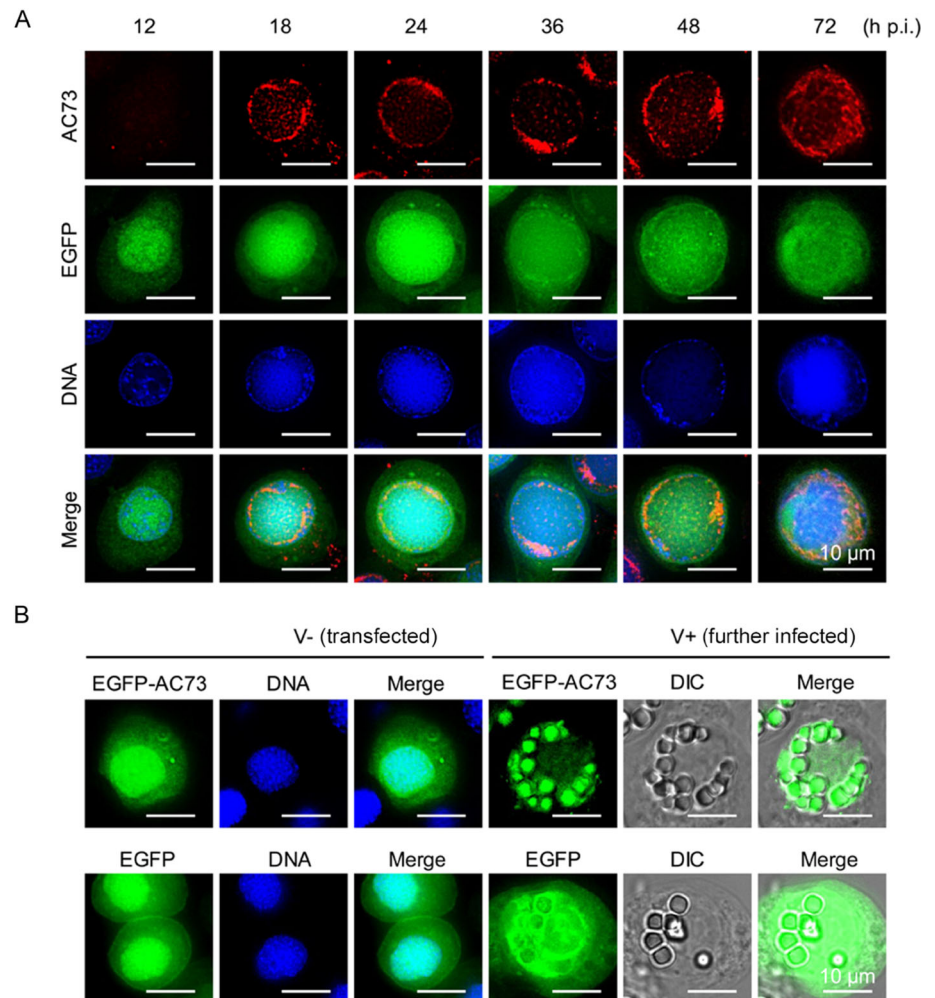 A
12 18 24 36 48 72 (h p.i.)
AC73
EGFP
DNA
Merge
10 μm
B
V- (transfected) V+ (further infected)
EGFP-AC73 DNA Merge EGFP-AC73 DIC Merge
EGFP DNA Merge EGFP DIC Merge
10 μm